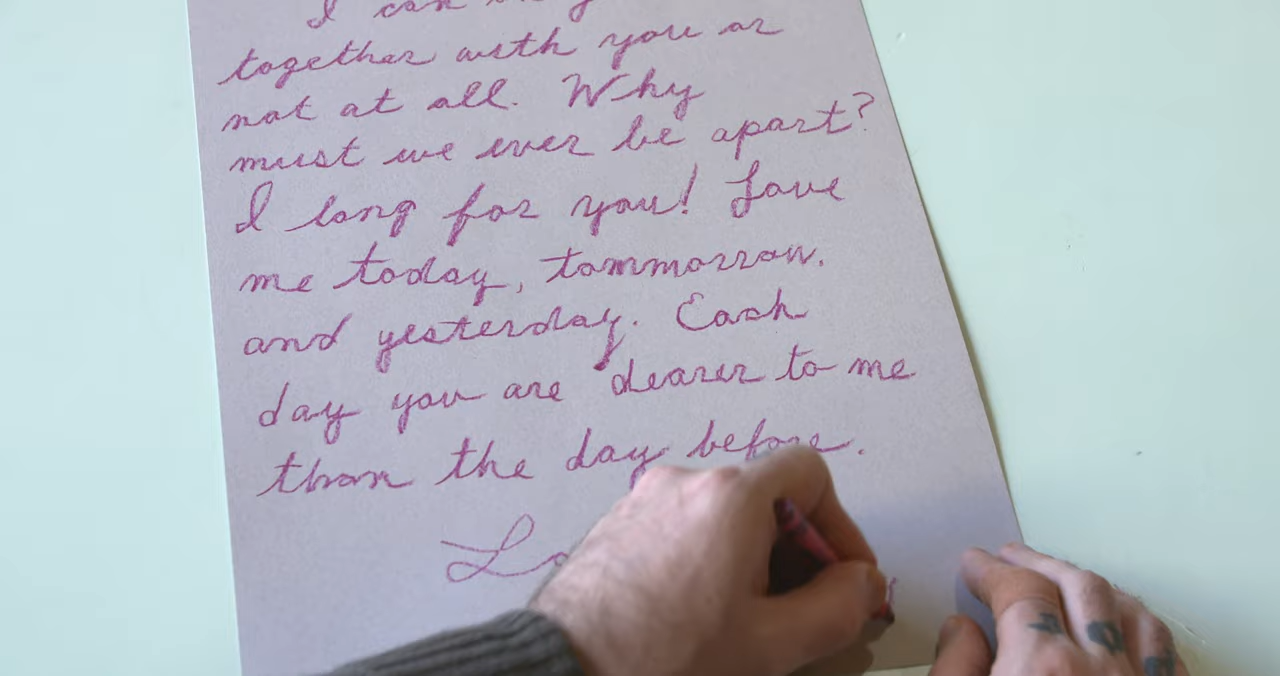 I can
together with you or
not at all. Why
must we ever be apart?
I long for you! Love
me today, tommorrow.
and yesterday. Each
day you are dearer to me
than the day before.